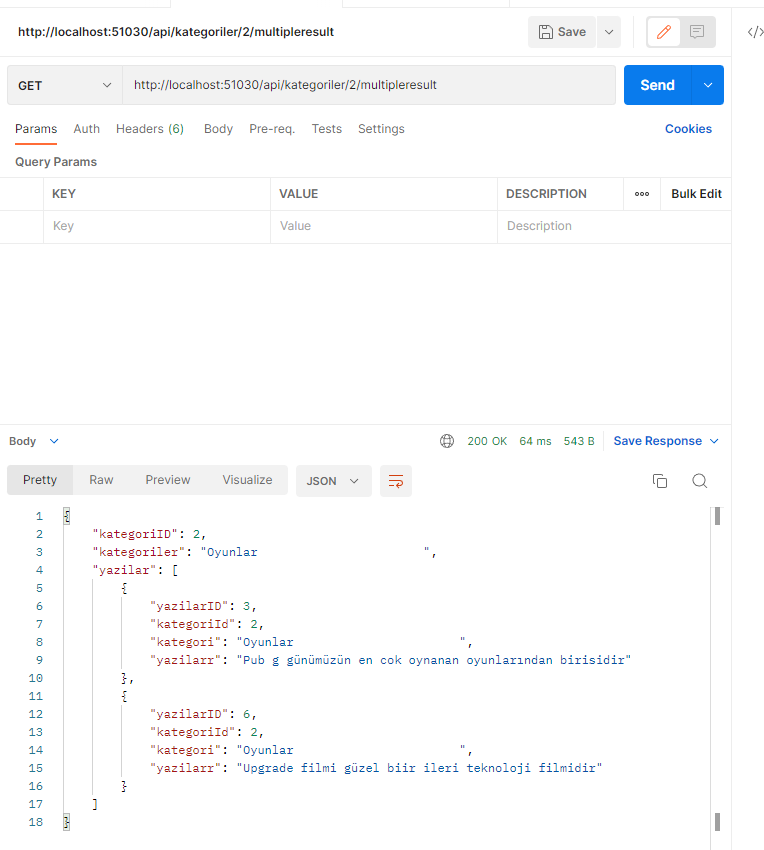 http://localhost:51030/api/kategoriler/2/multipleresult Save </>
GET http://localhost:51030/api/kategoriler/2/multipleresult Send
Params Auth Headers (6) Body Pre-req. Tests Settings Cookies
Query Params
KEY VALUE DESCRIPTION ooo Bulk Edit
Key Value Description
Body 200 OK 64 ms 543 B Save Response
Pretty Raw Preview Visualize JSON
1 {
2 "kategoriID": 2,
3 "kategoriler": "Oyunlar                       ",
4 "yazilar": [
5 {
6 "yazilarID": 3,
7 "kategoriId": 2,
8 "kategori": "Oyunlar                       ",
9 "yazilarr": "Pub g günümüzün en cok oynanan oyunlarından birisidir"
10 },
11 {
12 "yazilarID": 6,
13 "kategoriId": 2,
14 "kategori": "Oyunlar                       ",
15 "yazilarr": "Upgrade filmi güzel biir ileri teknoloji filmidir"
16 }
17 ]
18 }